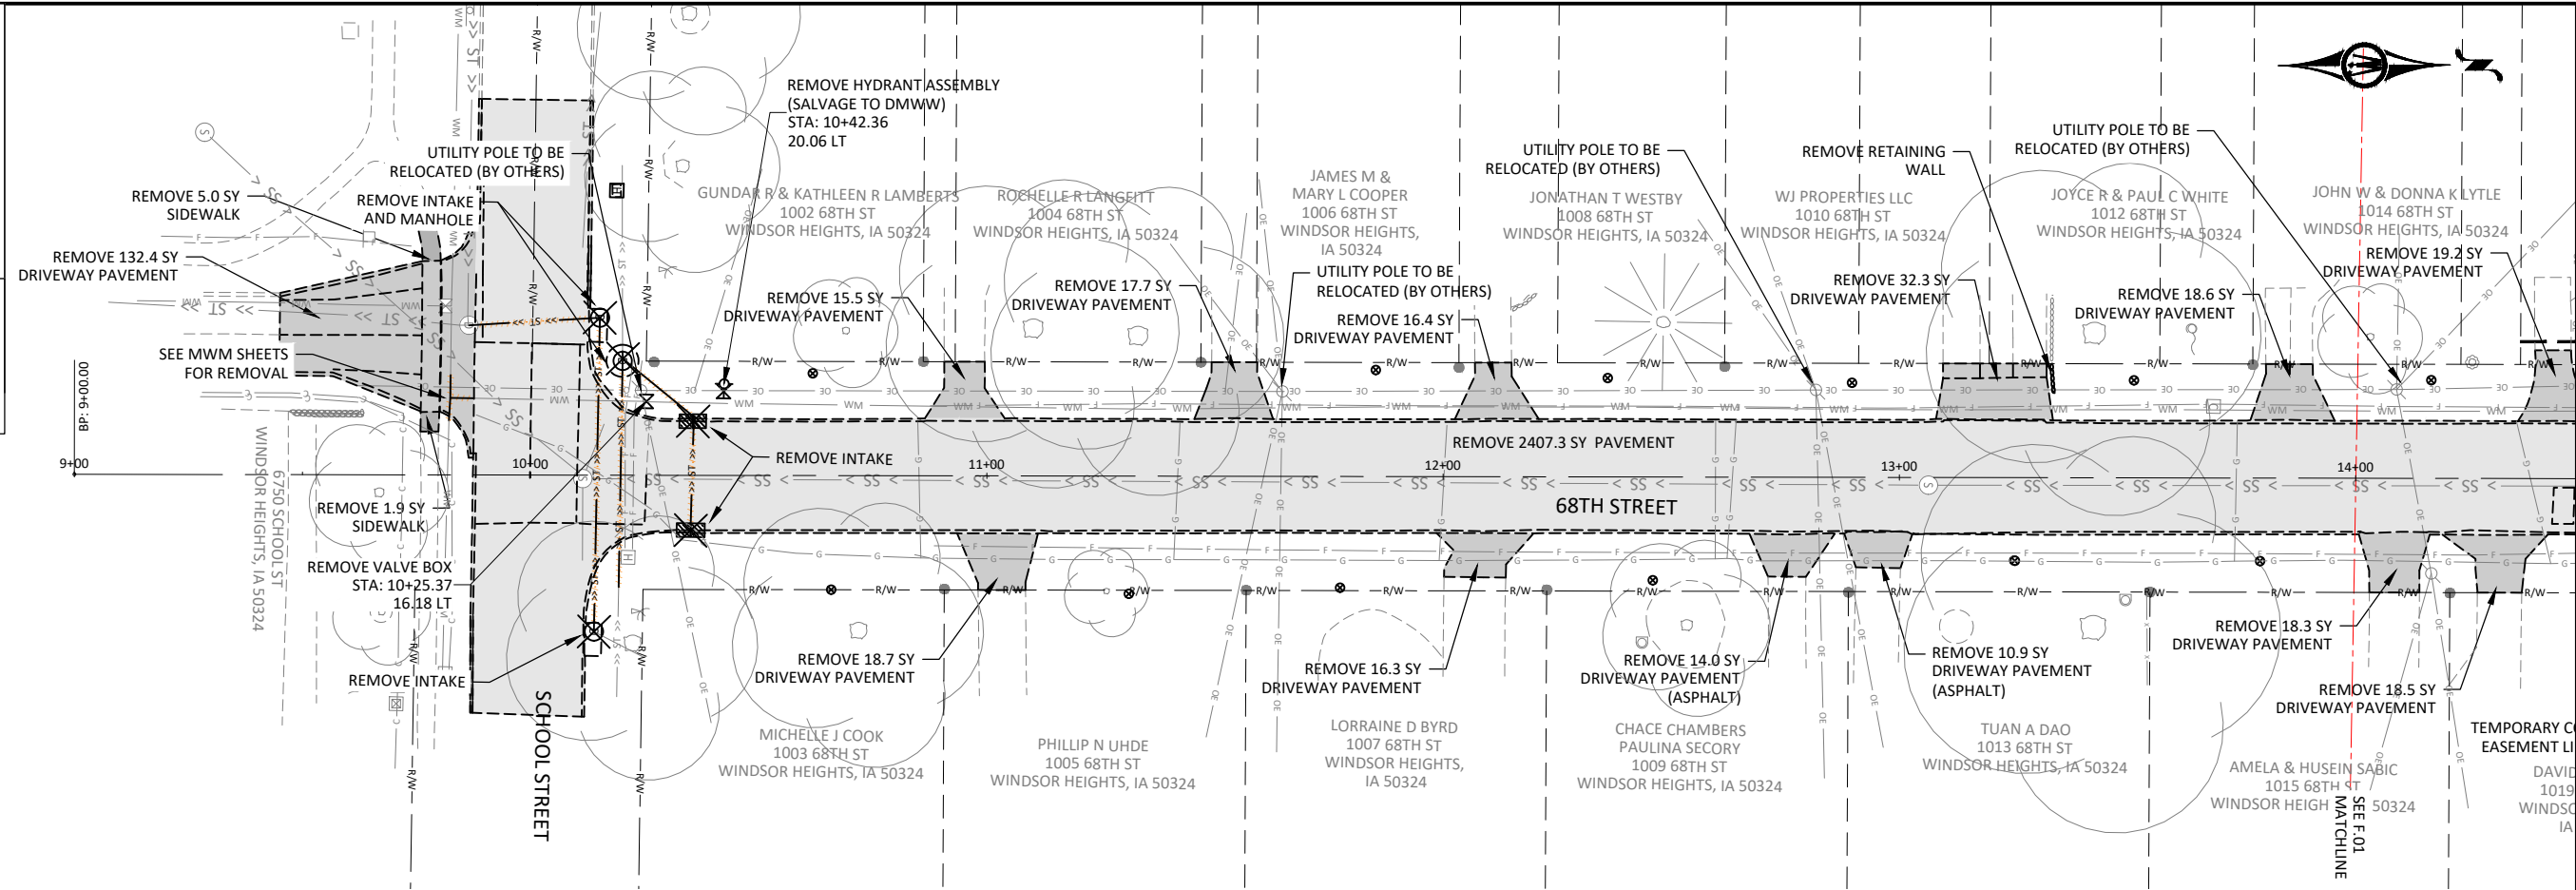 REMOVE HYDRANT ASSEMBLY
(SALVAGE TO DMWW)
STA: 10+42.36
20.06 LT
UTILITY POLE TO BE
RELOCATED (BY OTHERS)
REMOVE 5.0 SY
SIDEWALK
REMOVE INTAKE
AND MANHOLE
REMOVE 132.4 SY
DRIVEWAY PAVEMENT
SEE MWM SHEETS
FOR REMOVAL
BP: 9+00.00
9+00
6750 SCHOOL ST
WINDSOR HEIGHTS, IA 50324
REMOVE 1.9 SY
SIDEWALK
REMOVE VALVE BOX
STA: 10+25.37
16.18 LT
REMOVE INTAKE
SCHOOL STREET
10+00
REMOVE INTAKE
GUNDAR R & KATHLEEN R LAMBERTS
1002 68TH ST
WINDSOR HEIGHTS, IA 50324
REMOVE 15.5 SY
DRIVEWAY PAVEMENT
ROCHELLE R LANGFITT
1004 68TH ST
WINDSOR HEIGHTS, IA 50324
REMOVE 17.7 SY
DRIVEWAY PAVEMENT
JAMES M &
MARY L COOPER
1006 68TH ST
WINDSOR HEIGHTS,
IA 50324
UTILITY POLE TO BE
RELOCATED (BY OTHERS)
REMOVE 16.4 SY
DRIVEWAY PAVEMENT
UTILITY POLE TO BE
RELOCATED (BY OTHERS)
JONATHAN T WESTBY
1008 68TH ST
WINDSOR HEIGHTS, IA 50324
REMOVE RETAINING
WALL
WJ PROPERTIES LLC
1010 68TH ST
WINDSOR HEIGHTS, IA 50324
REMOVE 32.3 SY
DRIVEWAY PAVEMENT
UTILITY POLE TO BE
RELOCATED (BY OTHERS)
JOYCE R & PAUL C WHITE
1012 68TH ST
WINDSOR HEIGHTS, IA 50324
REMOVE 18.6 SY
DRIVEWAY PAVEMENT
JOHN W & DONNA K LYTLE
1014 68TH ST
WINDSOR HEIGHTS, IA 50324
REMOVE 19.2 SY
DRIVEWAY PAVEMENT
REMOVE 2407.3 SY PAVEMENT
11+00
12+00
13+00
14+00
68TH STREET
REMOVE 18.7 SY
DRIVEWAY PAVEMENT
MICHELLE J COOK
1003 68TH ST
WINDSOR HEIGHTS, IA 50324
PHILLIP N UHDE
1005 68TH ST
WINDSOR HEIGHTS, IA 50324
REMOVE 16.3 SY
DRIVEWAY PAVEMENT
LORRAINE D BYRD
1007 68TH ST
WINDSOR HEIGHTS,
IA 50324
REMOVE 14.0 SY
DRIVEWAY PAVEMENT
(ASPHALT)
CHACE CHAMBERS
PAULINA SECORY
1009 68TH ST
WINDSOR HEIGHTS, IA 50324
REMOVE 10.9 SY
DRIVEWAY PAVEMENT
(ASPHALT)
TUAN A DAO
1013 68TH ST
WINDSOR HEIGHTS, IA 50324
REMOVE 18.3 SY
DRIVEWAY PAVEMENT
REMOVE 18.5 SY
DRIVEWAY PAVEMENT
AMELA & HUSEIN SABIC
1015 68TH ST
WINDSOR HEIGH 50324
SEE F.01
MATCHLINE
TEMPORARY C
EASEMENT LI
DAVID
1019
WINDSO
IA